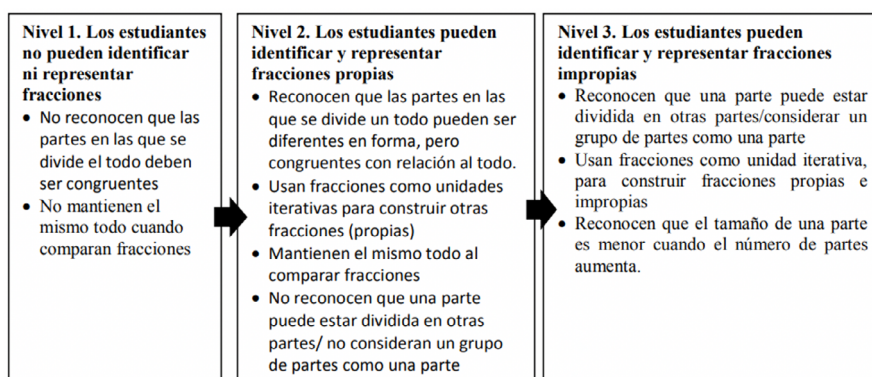 Nivel 1. Los estudiantes
no pueden identificar
ni representar
fracciones
• No reconocen que las
partes en las que se
divide el todo deben
ser congruentes
• No mantienen el
mismo todo cuando
comparan fracciones
Nivel 2. Los estudiantes pueden
identificar y representar
fracciones propias
• Reconocen que las partes en las
que se divide un todo pueden ser
diferentes en forma, pero
congruentes con relación al todo.
• Usan fracciones como unidades
iterativas para construir otras
fracciones (propias)
• Mantienen el mismo todo al
comparar fracciones
• No reconocen que una parte
puede estar dividida en otras
partes/ no consideran un grupo
de partes como una parte
Nivel 3. Los estudiantes pueden
identificar y representar fracciones
impropias
• Reconocen que una parte puede estar
dividida en otras partes/considerar un
grupo de partes como una parte
• Usan fracciones como unidad iterativa,
para construir fracciones propias e
impropias
• Reconocen que el tamaño de una parte
es menor cuando el número de partes
aumenta.